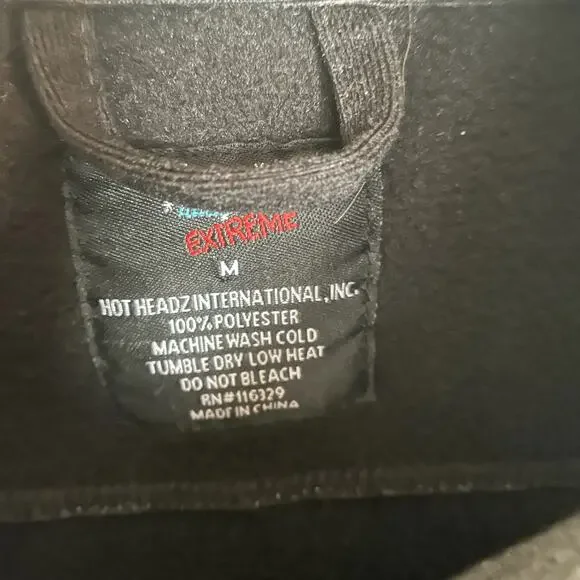 EXTREME
M
HOT HEADZ INTERNATIONAL, INC.
100% POLYESTER
MACHINE WASH COLD
TUMBLE DRY LOW HEAT
DO NOT BLEACH
RN#116329
MADE IN CHINA